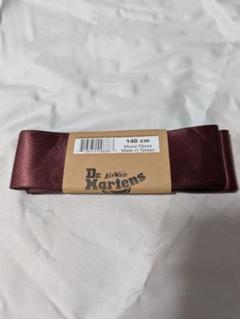 140 cm
Mixed Fibres
Made in Taiwan
Dr.
AirWair
Martens